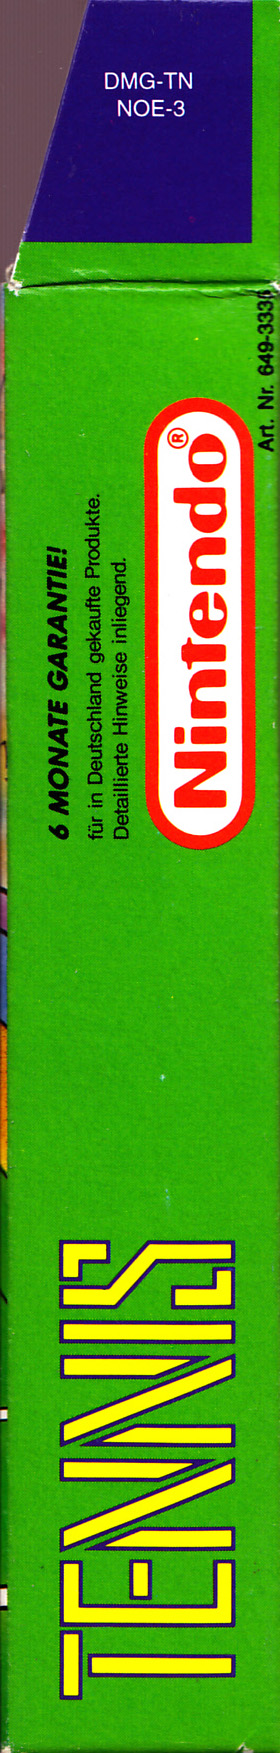 DMG-TN
NOE-3
6 MONATE GARANTIE!
für in Deutschland gekaufte Produkte.
Detaillierte Hinweise inliegend.
Nintendo®
Art. Nr. 649-3336
TENNIS